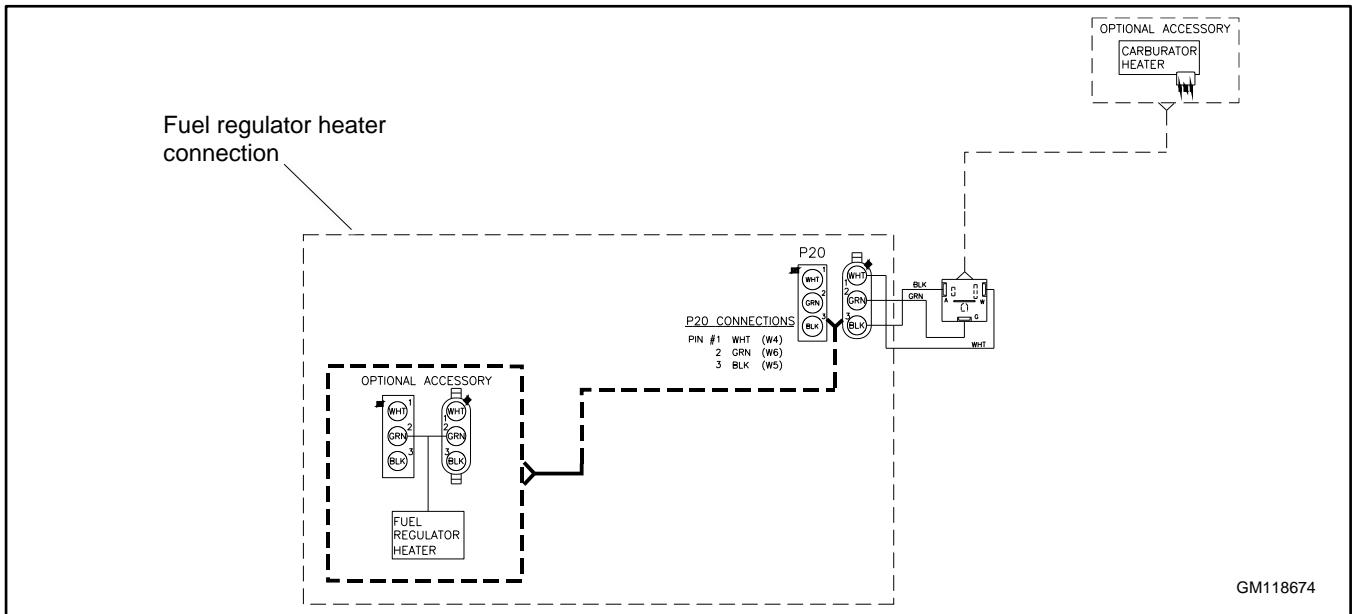 OPTIONAL ACCESSORY
CARBURATOR
HEATER
Fuel regulator heater
connection
P20
WHT 1
GRN 2
BLK 3
1 WHT
2 GRN
3 BLK
BLK
GRN
A
W
G
WHT
P20 CONNECTIONS
PIN #1 WHT (W4)
2 GRN (W6)
3 BLK (W5)
OPTIONAL ACCESSORY
WHT 1
GRN 2
BLK 3
1 WHT
2 GRN
3 BLK
FUEL
REGULATOR
HEATER
GM118674